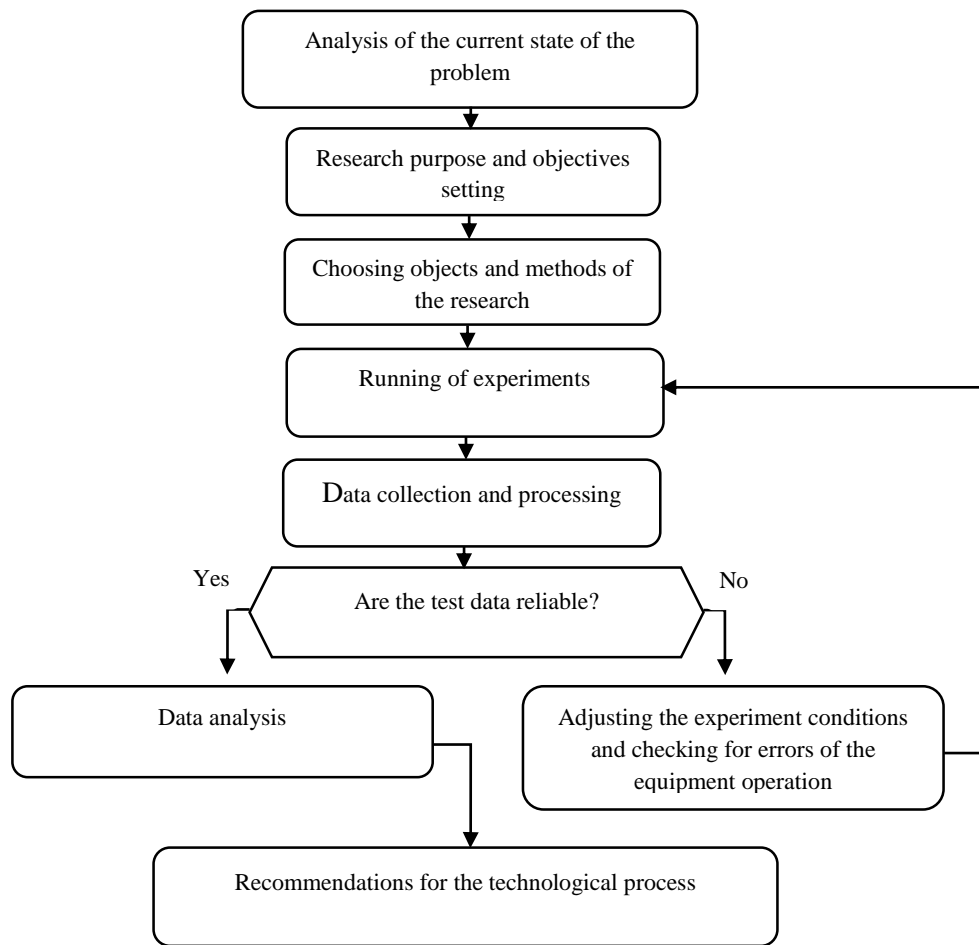 Analysis of the current state of the
problem
Research purpose and objectives
setting
Choosing objects and methods of
the research
Running of experiments
Data collection and processing
Yes
No
Are the test data reliable?
Data analysis
Adjusting the experiment conditions
and checking for errors of the
equipment operation
Recommendations for the technological process